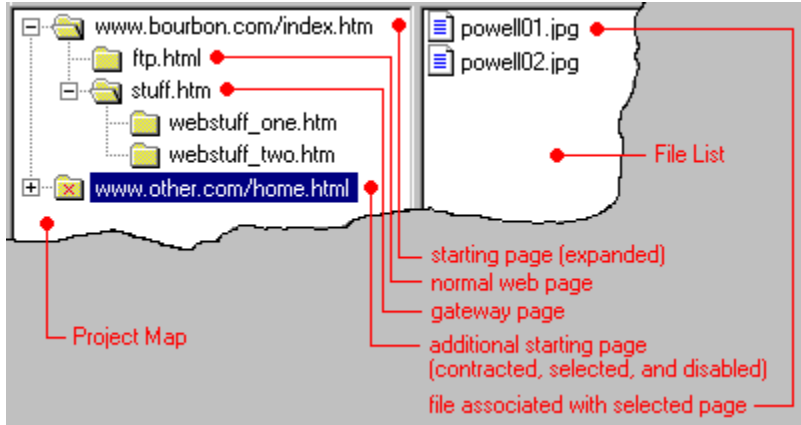 www.bourbon.com/index.htm
ftp.html
stuff.htm
webstuff_one.htm
webstuff_two.htm
www.other.com/home.html
powell01.jpg
powell02.jpg
File List
starting page (expanded)
normal web page
gateway page
Project Map
additional starting page
(contracted, selected, and disabled)
file associated with selected page